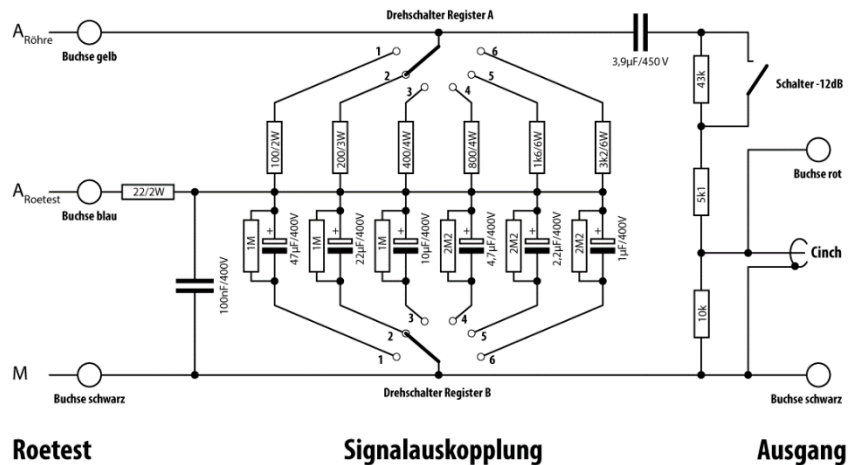 Drehschalter Register A
A Röhre
Buchse gelb
1
2
3
4
5
6
3,9µF/450 V
43k
Schalter -12dB
100/2W
200/3W
400/4W
800/4W
1k6/6W
3k2/6W
Buchse rot
A Roetest
Buchse blau
22/2W
5k1
1M
+
47µF/400V
1M
+
22µF/400V
1M
+
10µF/400V
2M2
+
4,7µF/400V
2M2
+
2,2µF/400V
2M2
+
1µF/400V
Cinch
100nF/400V
10k
1
2
3
4
5
6
M
Buchse schwarz
Drehschalter Register B
Buchse schwarz
Roetest
Signalauskopplung
Ausgang